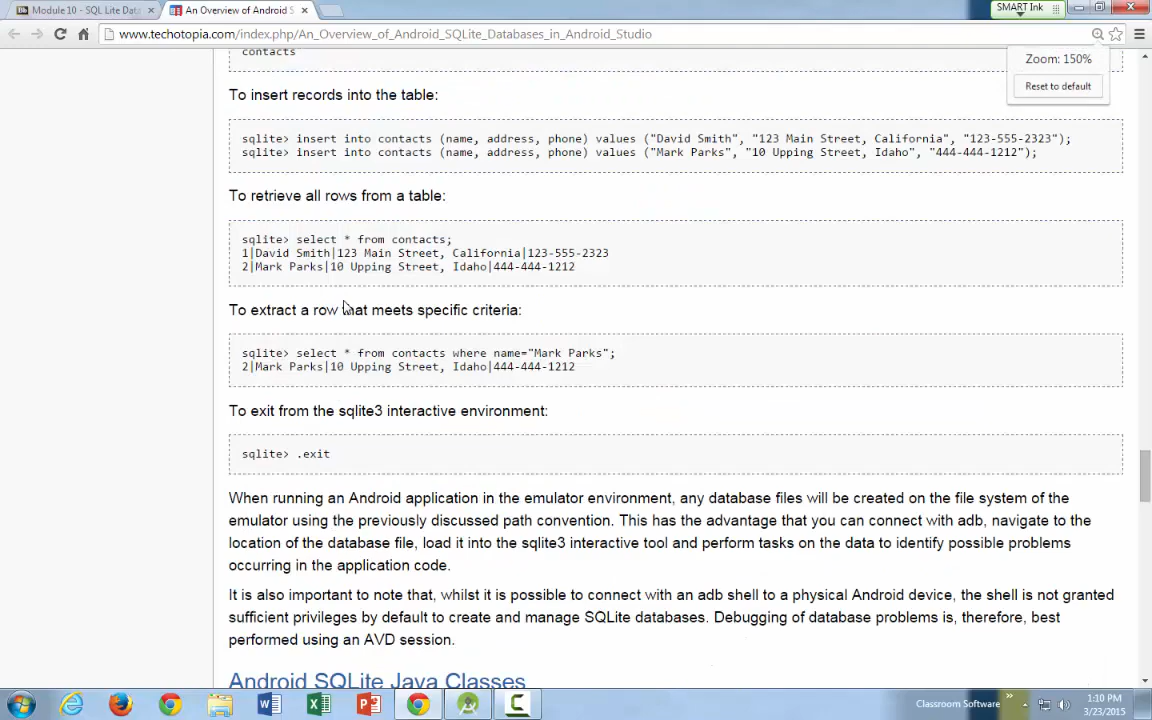 Module 10 - SQL Lite Data
An Overview of Android S
SMART Ink
www.techotopia.com/index.php/An_Overview_of_Android_SQLite_Databases_in_Android_Studio
Zoom: 150%
Reset to default
contacts
To insert records into the table:
sqlite> insert into contacts (name, address, phone) values ("David Smith", "123 Main Street, California", "123-555-2323");
sqlite> insert into contacts (name, address, phone) values ("Mark Parks", "10 Upping Street, Idaho", "444-444-1212");
To retrieve all rows from a table:
sqlite> select * from contacts;
1|David Smith|123 Main Street, California|123-555-2323
2|Mark Parks|10 Upping Street, Idaho|444-444-1212
To extract a row that meets specific criteria:
sqlite> select * from contacts where name="Mark Parks";
2|Mark Parks|10 Upping Street, Idaho|444-444-1212
To exit from the sqlite3 interactive environment:
sqlite> .exit
When running an Android application in the emulator environment, any database files will be created on the file system of the
emulator using the previously discussed path convention. This has the advantage that you can connect with adb, navigate to the
location of the database file, load it into the sqlite3 interactive tool and perform tasks on the data to identify possible problems
occurring in the application code.
It is also important to note that, whilst it is possible to connect with an adb shell to a physical Android device, the shell is not granted
sufficient privileges by default to create and manage SQLite databases. Debugging of database problems is, therefore, best
performed using an AVD session.
Android SQLite Java Classes
Classroom Software
1:10 PM
3/23/2015